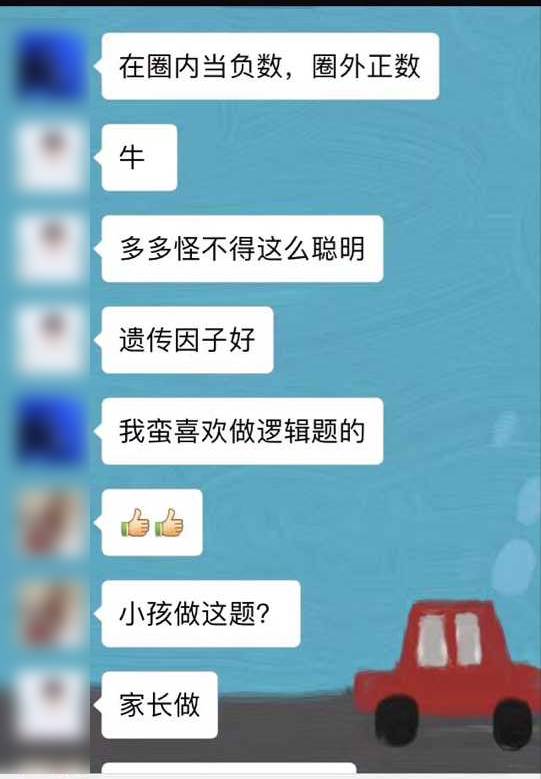 在圈内当负数，圈外正数
牛
多多怪不得这么聪明
遗传因子好
我蛮喜欢做逻辑题的
👍👍
小孩做这题？
家长做